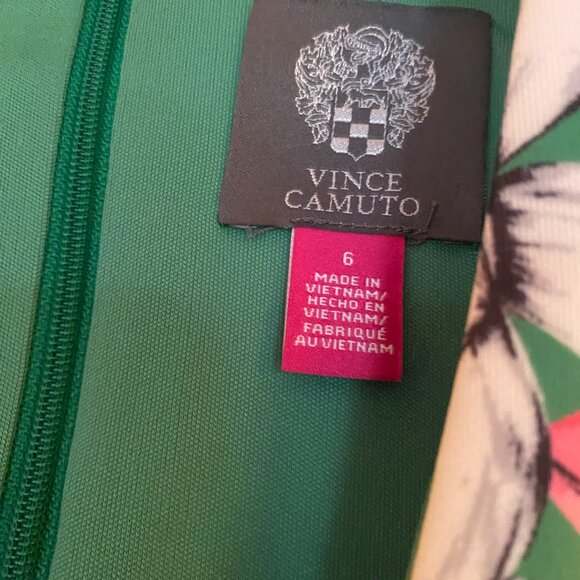 VINCE
CAMUTO
6
MADE IN
VIETNAM/
HECHO EN
VIETNAM/
FABRIQUÉ
AU VIETNAM